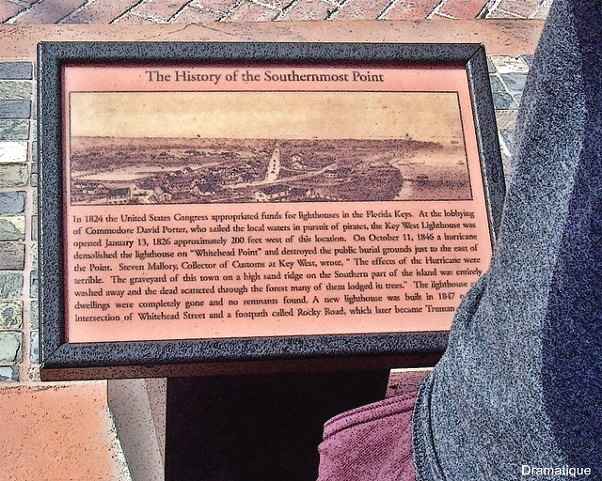 The History of the Southernmost Point
In 1824 the United States Congress appropriated funds for lighthouses in the Florida Keys. At the lobbying
of Commodore David Porter, who sailed the local waters in pursuit of pirates, the Key West Lighthouse was
opened January 13, 1826 approximately 200 feet west of this location. On October 11, 1846 a hurricane
demolished the lighthouse on "Whitehead Point" and destroyed the public burial grounds just to the east of
the Point. Steven Mallory, Collector of Customs at Key West, wrote, " The effects of the Hurricane were
terrible. The graveyard of this town on a high sand ridge on the Southern part of the island was entirely
washed away and the dead scattered through the forest many of them lodged in trees." The lighthouse
dwellings were completely gone and no remnants found. A new lighthouse was built in 1847
intersection of Whitehead Street and a footpath called Rocky Road, which later became Truman
Dramatique